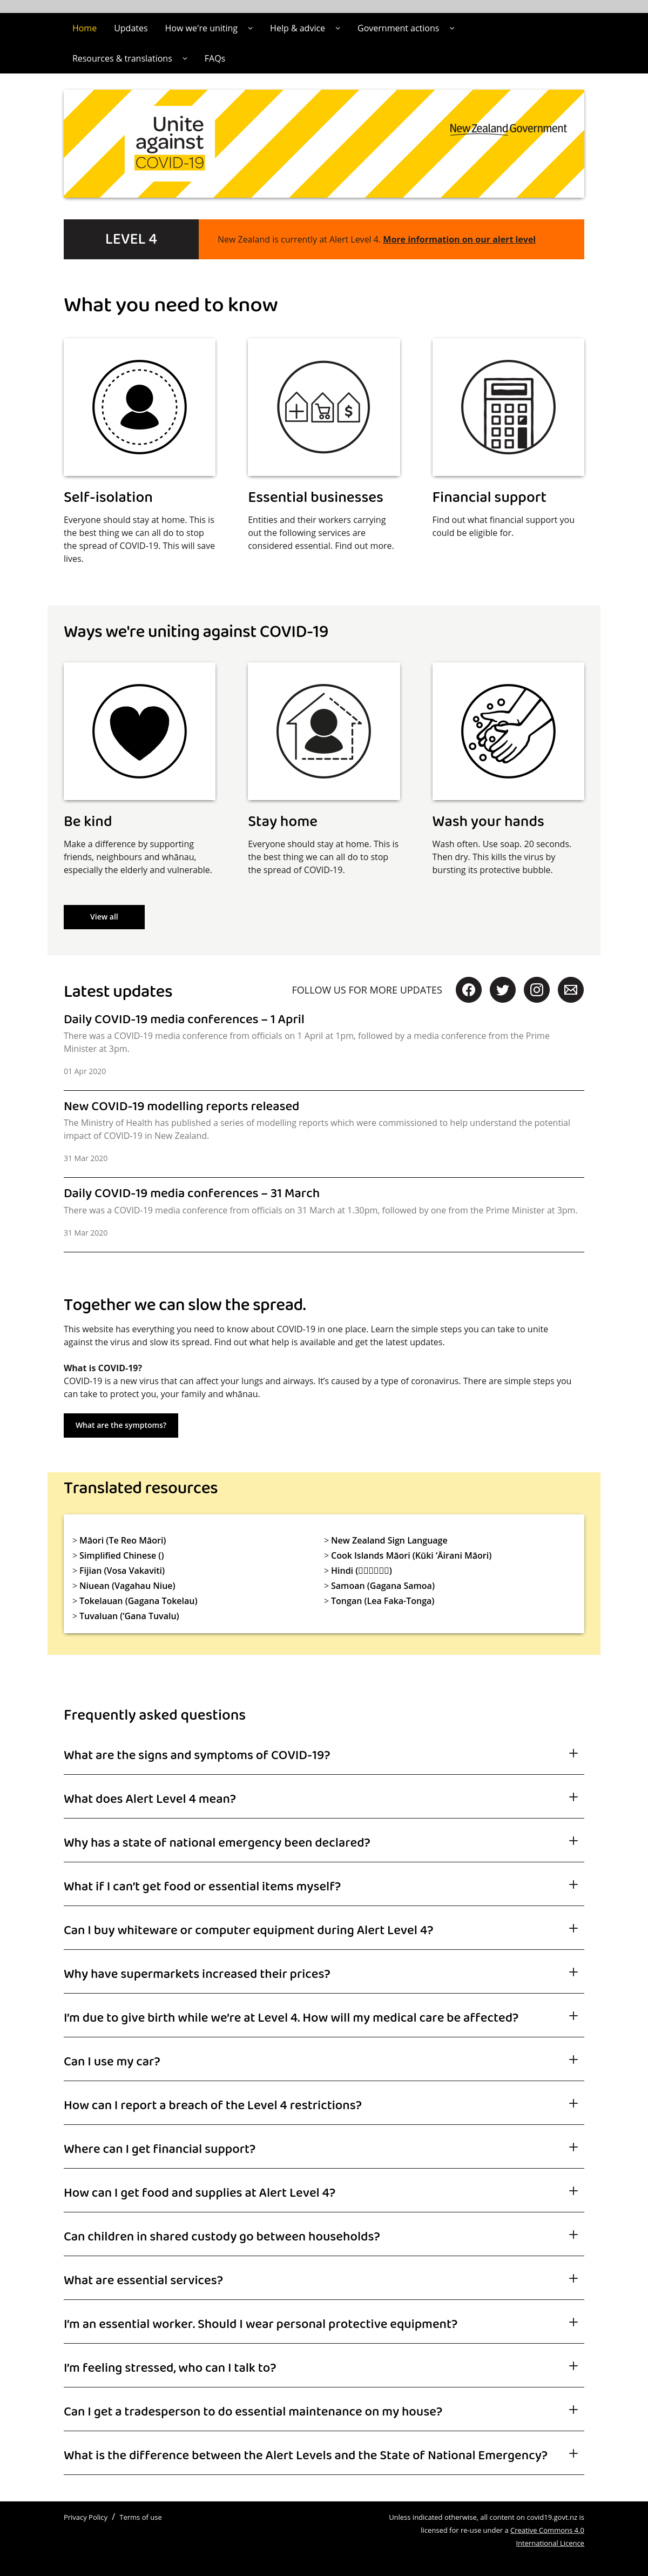 Home Updates How we're uniting Help & advice Government actions
Resources & translations FAQs
Unite
against
COVID-19
New Zealand Government
LEVEL 4
New Zealand is currently at Alert Level 4. More information on our alert level
What you need to know
Self-isolation
Everyone should stay at home. This is
the best thing we can all do to stop
the spread of COVID-19. This will save
lives.
Essential businesses
Entities and their workers carrying
out the following services are
considered essential. Find out more.
Financial support
Find out what financial support you
could be eligible for.
Ways we're uniting against COVID-19
Be kind
Make a difference by supporting
friends, neighbours and whānau,
especially the elderly and vulnerable.
Stay home
Everyone should stay at home. This is
the best thing we can all do to stop
the spread of COVID-19.
Wash your hands
Wash often. Use soap. 20 seconds.
Then dry. This kills the virus by
bursting its protective bubble.
View all
Latest updates
FOLLOW US FOR MORE UPDATES
Daily COVID-19 media conferences – 1 April
There was a COVID-19 media conference from officials on 1 April at 1pm, followed by a media conference from the Prime
Minister at 3pm.
01 Apr 2020
New COVID-19 modelling reports released
The Ministry of Health has published a series of modelling reports which were commissioned to help understand the potential
impact of COVID-19 in New Zealand.
31 Mar 2020
Daily COVID-19 media conferences – 31 March
There was a COVID-19 media conference from officials on 31 March at 1.30pm, followed by one from the Prime Minister at 3pm.
31 Mar 2020
Together we can slow the spread.
This website has everything you need to know about COVID-19 in one place. Learn the simple steps you can take to unite
against the virus and slow its spread. Find out what help is available and get the latest updates.
What is COVID-19?
COVID-19 is a new virus that can affect your lungs and airways. It's caused by a type of coronavirus. There are simple steps you
can take to protect you, your family and whānau.
What are the symptoms?
Translated resources
> Māori (Te Reo Māori)
> Simplified Chinese ()
> Fijian (Vosa Vakaviti)
> Niuean (Vagahau Niue)
> Tokelauan (Gagana Tokelau)
> Tuvaluan ('Gana Tuvalu)
> New Zealand Sign Language
> Cook Islands Māori (Kūki 'Āirani Māori)
> Hindi (▯▯▯▯▯▯)
> Samoan (Gagana Samoa)
> Tongan (Lea Faka-Tonga)
Frequently asked questions
What are the signs and symptoms of COVID-19?
What does Alert Level 4 mean?
Why has a state of national emergency been declared?
What if I can't get food or essential items myself?
Can I buy whiteware or computer equipment during Alert Level 4?
Why have supermarkets increased their prices?
I'm due to give birth while we're at Level 4. How will my medical care be affected?
Can I use my car?
How can I report a breach of the Level 4 restrictions?
Where can I get financial support?
How can I get food and supplies at Alert Level 4?
Can children in shared custody go between households?
What are essential services?
I'm an essential worker. Should I wear personal protective equipment?
I'm feeling stressed, who can I talk to?
Can I get a tradesperson to do essential maintenance on my house?
What is the difference between the Alert Levels and the State of National Emergency?
Privacy Policy / Terms of use
Unless indicated otherwise, all content on covid19.govt.nz is
licensed for re-use under a Creative Commons 4.0
International Licence